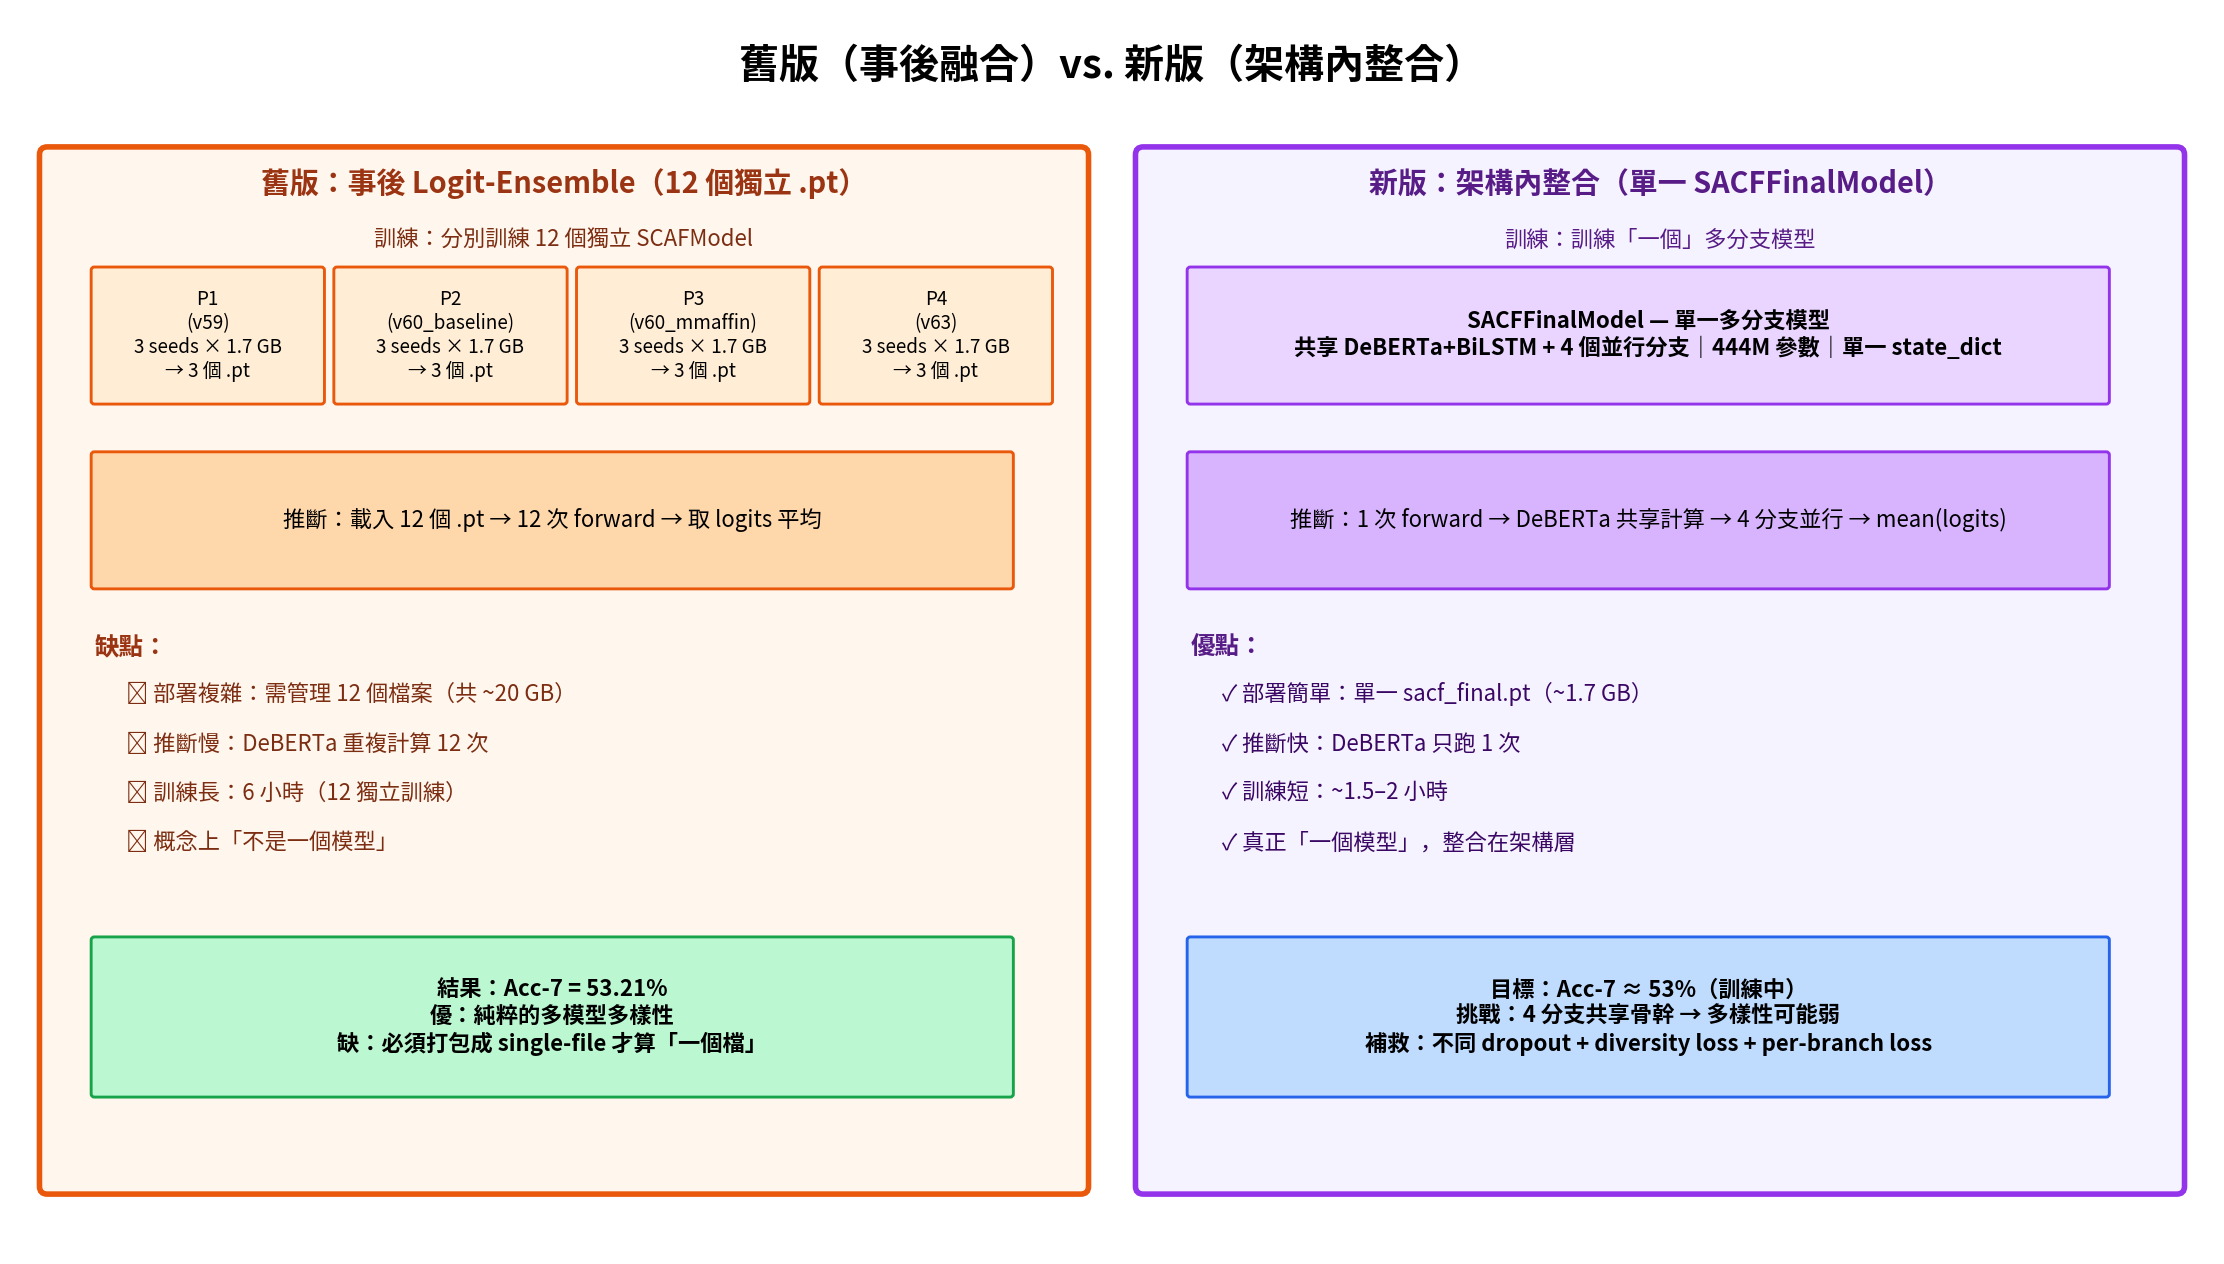 舊版（事後融合）vs. 新版（架構內整合）
舊版：事後 Logit-Ensemble（12 個獨立 .pt）
訓練：分別訓練 12 個獨立 SCAFModel
P1
(v59)
3 seeds × 1.7 GB
→ 3 個 .pt
P2
(v60_baseline)
3 seeds × 1.7 GB
→ 3 個 .pt
P3
(v60_mmaffin)
3 seeds × 1.7 GB
→ 3 個 .pt
P4
(v63)
3 seeds × 1.7 GB
→ 3 個 .pt
推斷：載入 12 個 .pt → 12 次 forward → 取 logits 平均
缺點：
部署複雜：需管理 12 個檔案（共 ~20 GB）
推斷慢：DeBERTa 重複計算 12 次
訓練長：6 小時（12 獨立訓練）
概念上「不是一個模型」
結果：Acc-7 = 53.21%
優：純粹的多模型多樣性
缺：必須打包成 single-file 才算「一個檔」
新版：架構內整合（單一 SACFFinalModel）
訓練：訓練「一個」多分支模型
SACFFinalModel — 單一多分支模型
共享 DeBERTa+BiLSTM + 4 個並行分支｜444M 參數｜單一 state_dict
推斷：1 次 forward → DeBERTa 共享計算 → 4 分支並行 → mean(logits)
優點：
✓ 部署簡單：單一 sacf_final.pt（~1.7 GB）
✓ 推斷快：DeBERTa 只跑 1 次
✓ 訓練短：~1.5–2 小時
✓ 真正「一個模型」，整合在架構層
目標：Acc-7 ≈ 53%（訓練中）
挑戰：4 分支共享骨幹 → 多樣性可能弱
補救：不同 dropout + diversity loss + per-branch loss